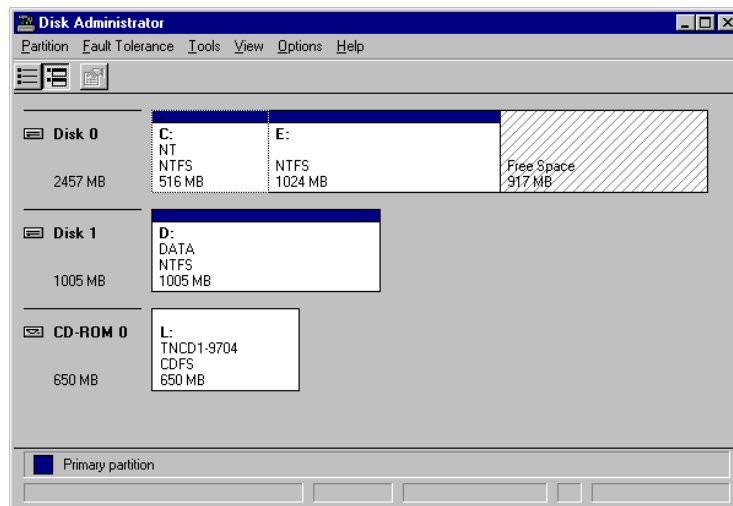 Disk Administrator
Partition Fault Tolerance Tools View Options Help
Disk 0
2457 MB
C:
NT
NTFS
516 MB
E:
NTFS
1024 MB
Free Space
917 MB
Disk 1
1005 MB
D:
DATA
NTFS
1005 MB
CD-ROM 0
650 MB
L:
TNCD1-9704
CDFS
650 MB
Primary partition